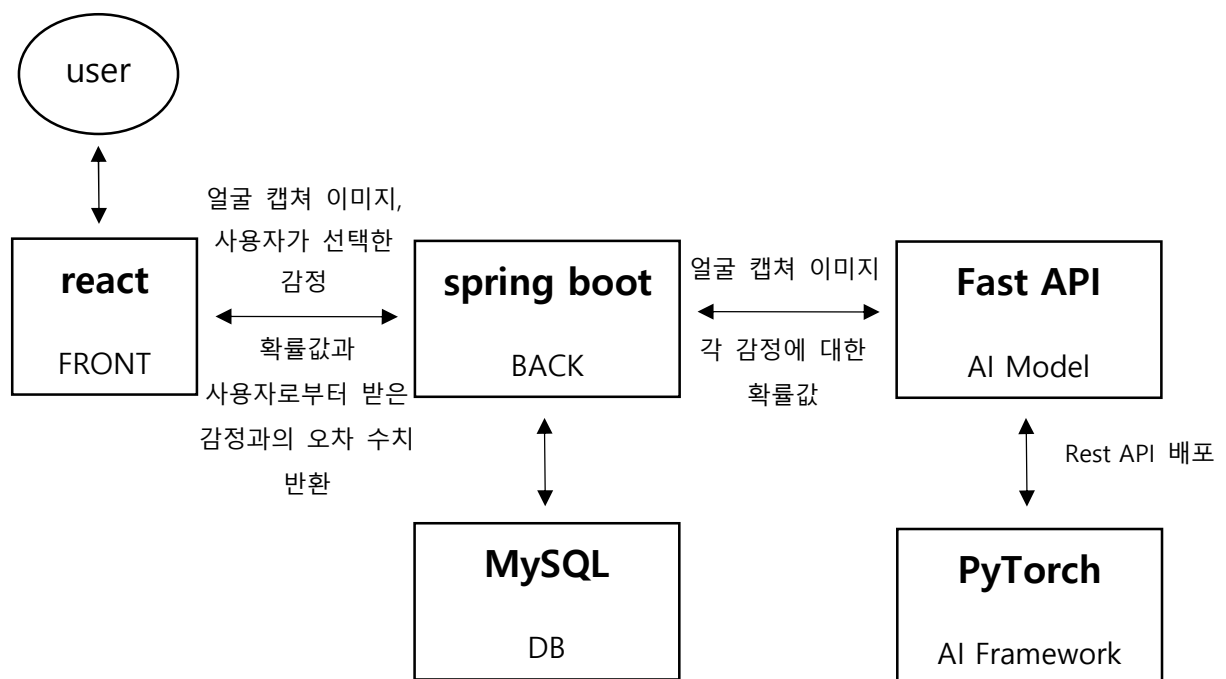 user
얼굴 캡쳐 이미지,
사용자가 선택한
감정
react
FRONT
확률값과
사용자로부터 받은
감정과의 오차 수치
반환
spring boot
BACK
얼굴 캡쳐 이미지
각 감정에 대한
확률값
Fast API
AI Model
Rest API 배포
MySQL
DB
PyTorch
AI Framework